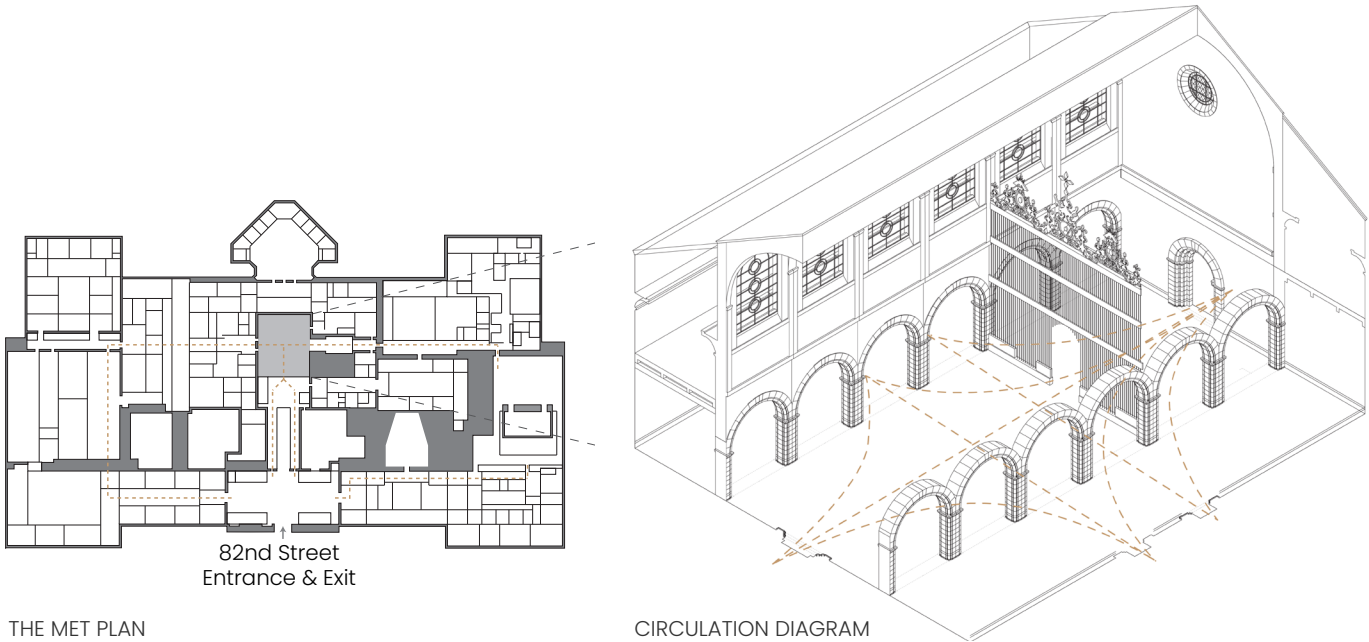 82nd Street
Entrance & Exit
THE MET PLAN
CIRCULATION DIAGRAM